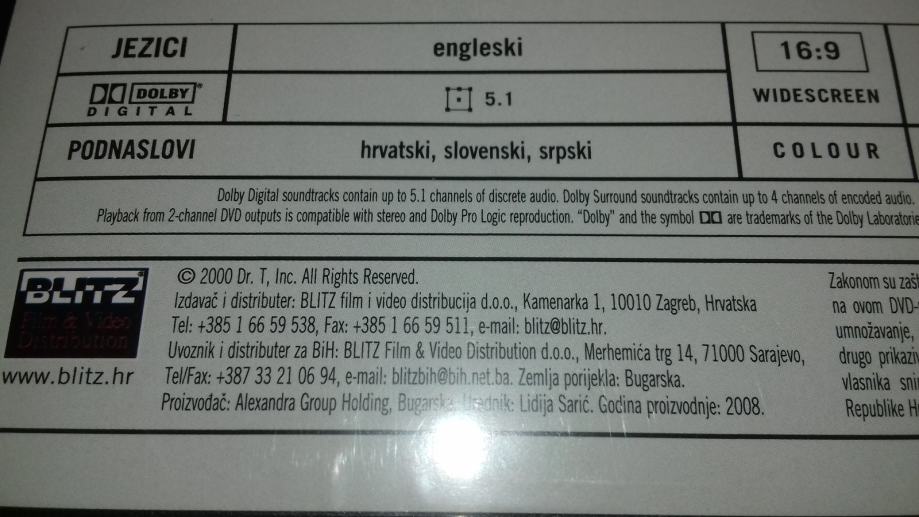 JEZICI engleski 16:9
DOLBY DIGITAL 5.1 WIDESCREEN
PODNASLOVI hrvatski, slovenski, srpski COLOUR
Dolby Digital soundtracks contain up to 5.1 channels of discrete audio. Dolby Surround soundtracks contain up to 4 channels of encoded audio.
Playback from 2-channel DVD outputs is compatible with stereo and Dolby Pro Logic reproduction. "Dolby" and the symbol are trademarks of the Dolby Laboratorie
BLITZ
Film & Video
Distribution
www.blitz.hr
© 2000 Dr. T, Inc. All Rights Reserved.
Izdavač i distributer: BLITZ film i video distribucija d.o.o., Kamenarka 1, 10010 Zagreb, Hrvatska
Tel: +385 1 66 59 538, Fax: +385 1 66 59 511, e-mail: blitz@blitz.hr.
Uvoznik i distributer za BiH: BLITZ Film & Video Distribution d.o.o., Merhemića trg 14, 71000 Sarajevo,
Tel/Fax: +387 33 21 06 94, e-mail: blitzbih@bih.net.ba. Zemlja porijekla: Bugarska.
Proizvođač: Alexandra Group Holding, Bugarska. Urednik: Lidija Sarić. Godina proizvodnje: 2008.
Zakonom su zašt
na ovom DVD-
umnožavanje,
drugo prikaziv
vlasnika sni
Republike H